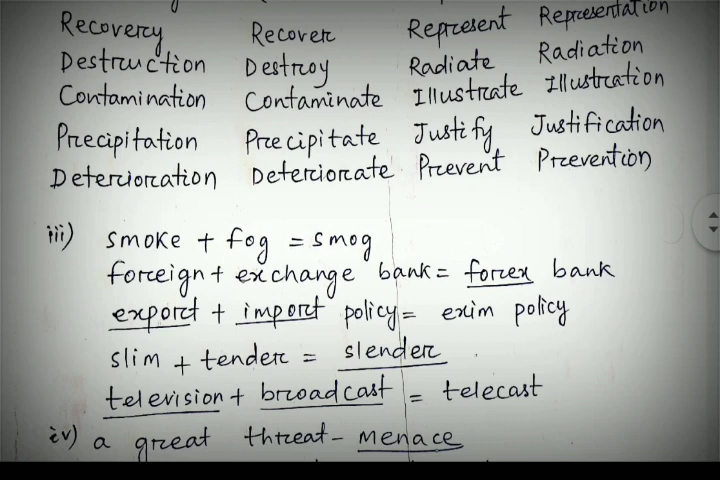 Recovery Recover Represent Representation
Destruction Destroy Radiate Radiation
Contamination Contaminate Illustrate Illustration
Precipitation Precipitate Justify Justification
Deterioration Deteriorate Prevent Prevention
iii) smoke + fog = smog
foreign + exchange bank = forex bank
export + import policy = exim policy
slim + tender = slender
television + broadcast = telecast
iv) a great threat - menace